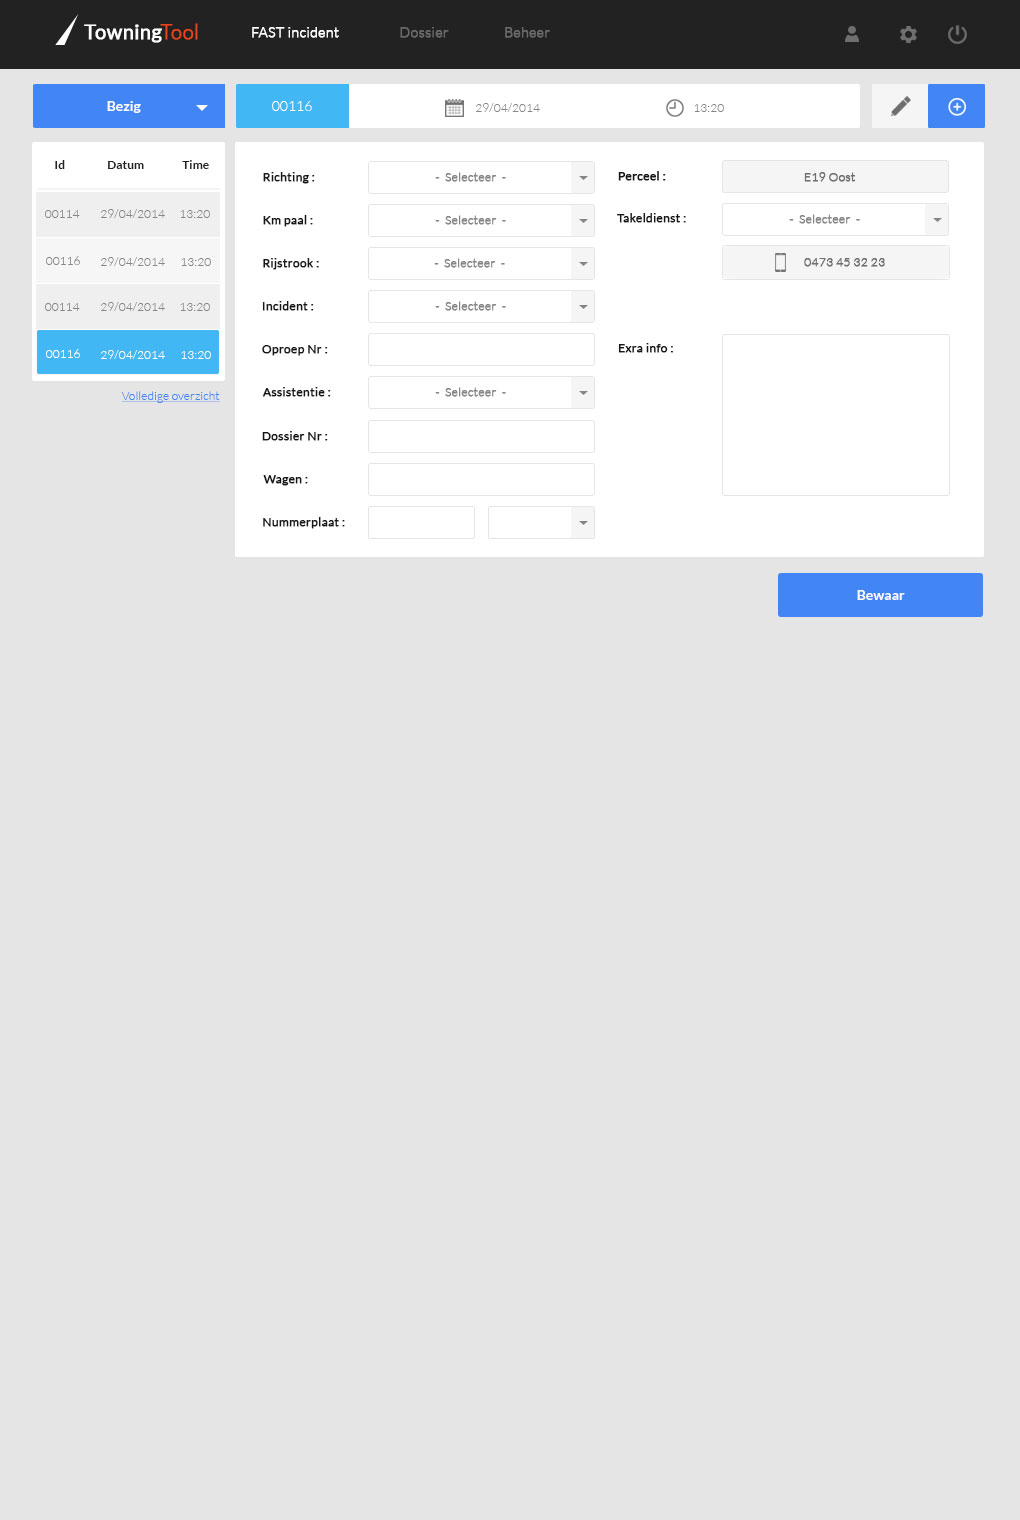 TowningTool FAST incident Dossier Beheer
Bezig 00116 29/04/2014 13:20
Id Datum Time
00114 29/04/2014 13:20
00116 29/04/2014 13:20
00114 29/04/2014 13:20
00116 29/04/2014 13:20
Volledige overzicht
Richting : - Selecteer -
Km paal : - Selecteer -
Rijstrook : - Selecteer -
Incident : - Selecteer -
Oproep Nr :
Assistentie : - Selecteer -
Dossier Nr :
Wagen :
Nummerplaat :
Perceel : E19 Oost
Takeldienst : - Selecteer -
0473 45 32 23
Exra info :
Bewaar